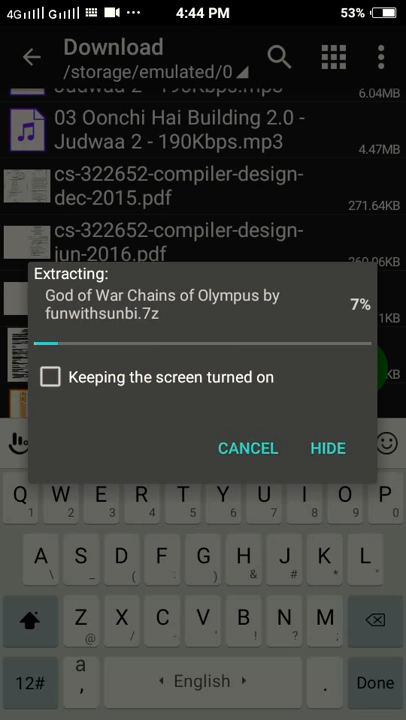 4G G 4:44 PM 53%
Download
/storage/emulated/0
6.04MB
03 Oonchi Hai Building 2.0 -
Judwaa 2 - 190Kbps.mp3
4.47MB
cs-322652-compiler-design-
dec-2015.pdf
271.64KB
cs-322652-compiler-design-
jun-2016.pdf
Extracting:
God of War Chains of Olympus by
funwithsunbi.7z
7%
Keeping the screen turned on
CANCEL HIDE
Q W E R T Y U I O P
1 2 3 4 5 6 7 8 9 0
A S D F G H J K L
\ _ ( : ) & # * "
Z X C V B N M
@ / - ! ? ;
12# a , English . Done